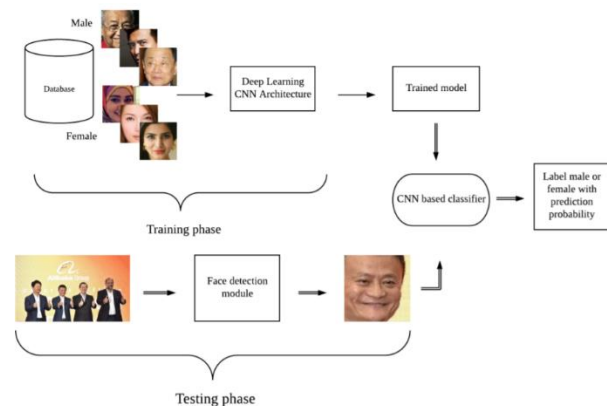 Male
Database
Female
Deep Learning
CNN Architecture
Trained model
CNN based classifier
Label male or
female with
prediction
probability
Training phase
Face detection
module
Testing phase